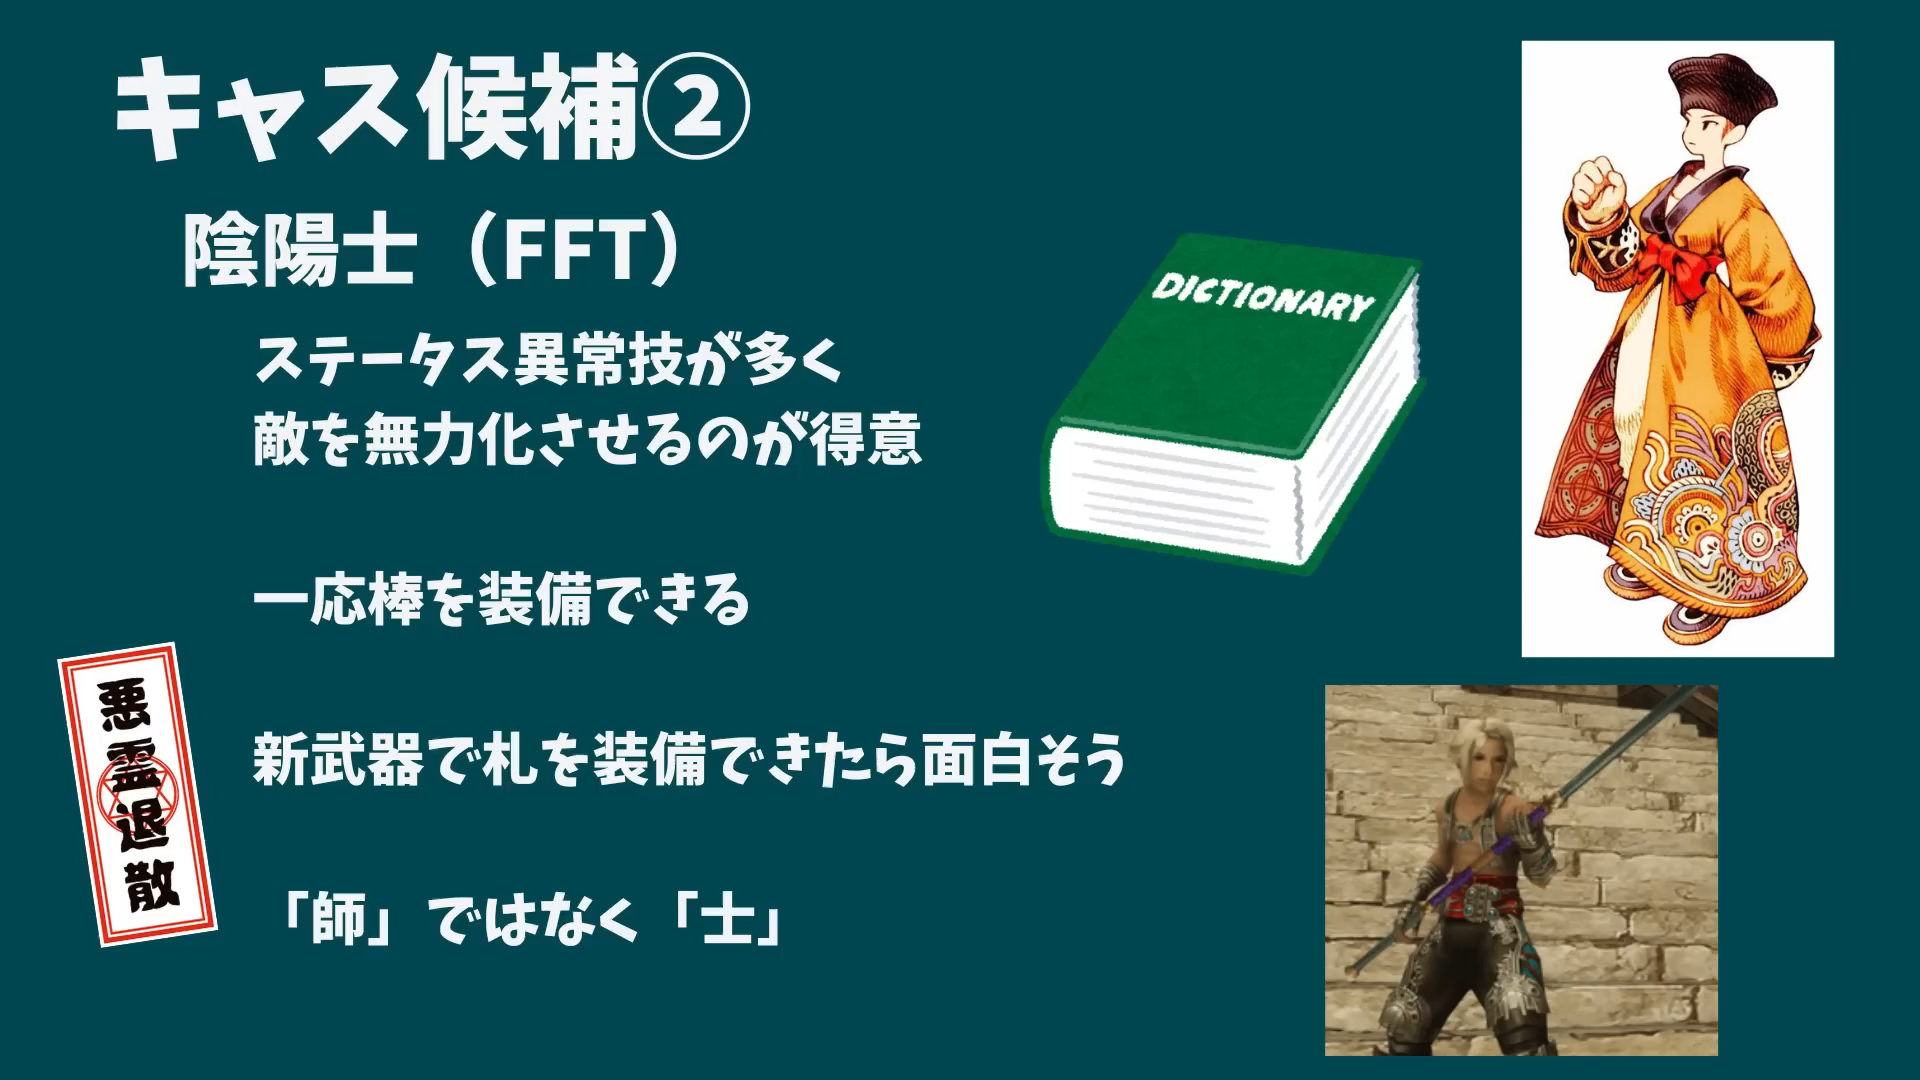 キャス候補②
陰陽士（FFT）
ステータス異常技が多く
敵を無力化させるのが得意
一応棒を装備できる
新武器で札を装備できたら面白そう
「師」ではなく「士」
DICTIONARY
悪霊退散